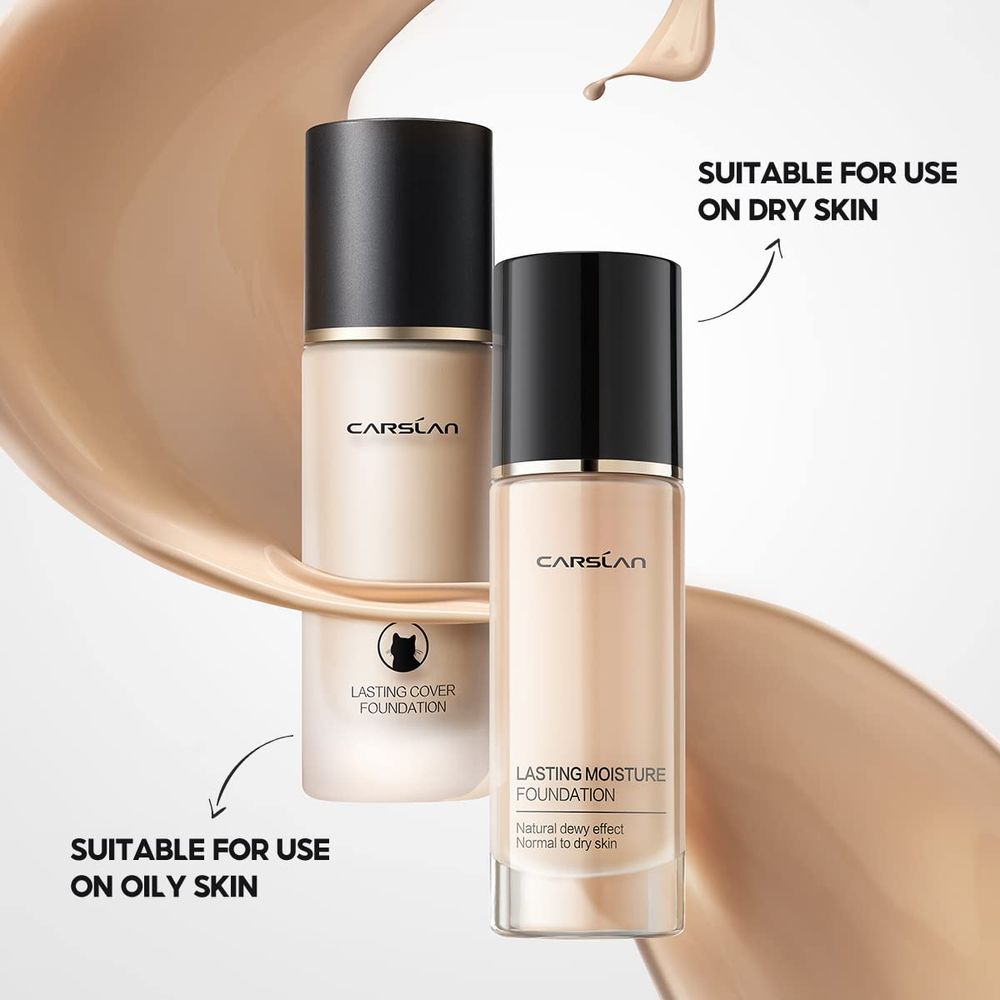 SUITABLE FOR USE
ON DRY SKIN
CARSLAN
CARSLAN
LASTING COVER
FOUNDATION
LASTING MOISTURE
FOUNDATION
Natural dewy effect
Normal to dry skin
SUITABLE FOR USE
ON OILY SKIN